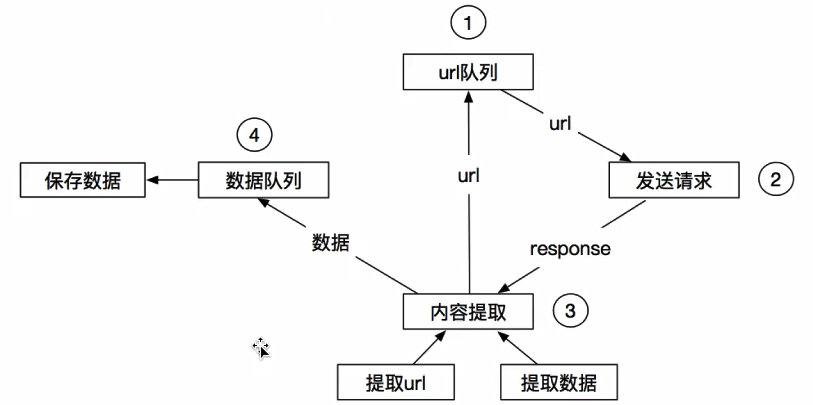 ①
url队列
url
④
保存数据
数据队列
url
发送请求
②
数据
response
内容提取
③
提取url
提取数据